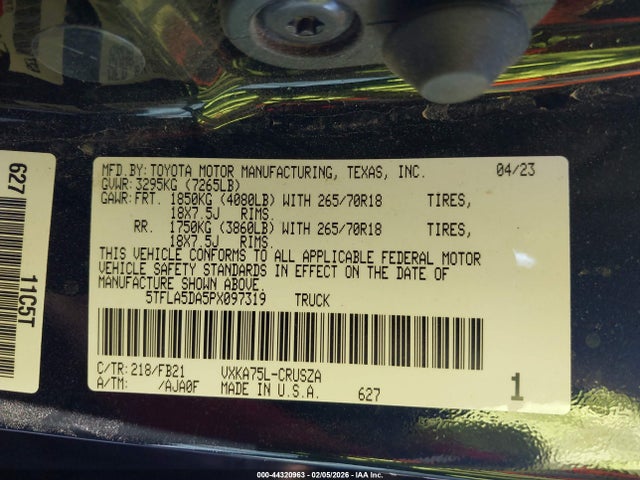 MFD.BY: TOYOTA MOTOR MANUFACTURING, TEXAS, INC. 04/23
GVWR: 3295KG (7265LB)
GAWR: FRT. 1850KG (4080LB) WITH 265/70R18 TIRES,
18X7.5J RIMS.
RR. 1750KG (3860LB) WITH 265/70R18 TIRES,
18X7.5J RIMS.
THIS VEHICLE CONFORMS TO ALL APPLICABLE FEDERAL MOTOR
VEHICLE SAFETY STANDARDS IN EFFECT ON THE DATE OF
MANUFACTURE SHOWN ABOVE.
5TFLA5DA5PX097319 TRUCK
C/TR: 218/FB21 VXKA75L-CRUSZA
A/TM: /AJA0F MADE IN U.S.A. 627 1
627
11C5T
000-44320963 - 02/05/2026 - IAA Inc.